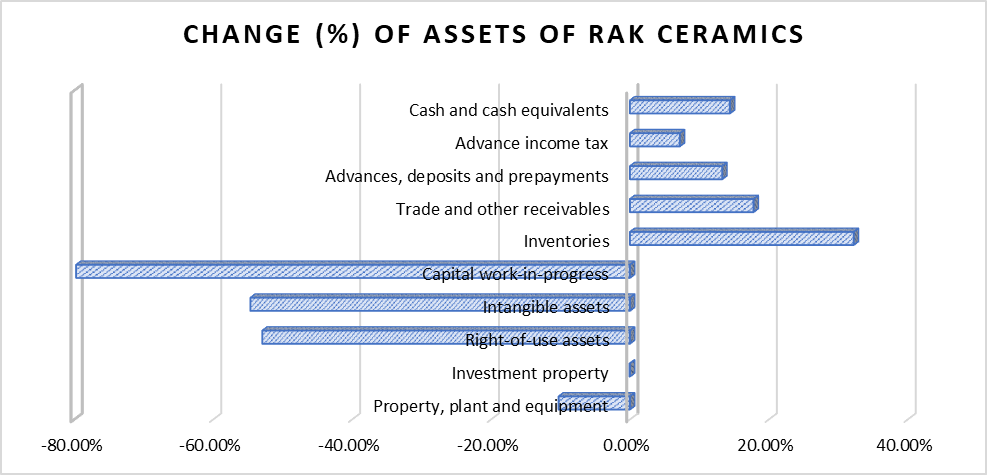 CHANGE (%) OF ASSETS OF RAK CERAMICS
Cash and cash equivalents
Advance income tax
Advances, deposits and prepayments
Trade and other receivables
Inventories
Capital work-in-progress
Intangible assets
Right-of-use assets
Investment property
Property, plant and equipment
-80.00% -60.00% -40.00% -20.00% 0.00% 20.00% 40.00%